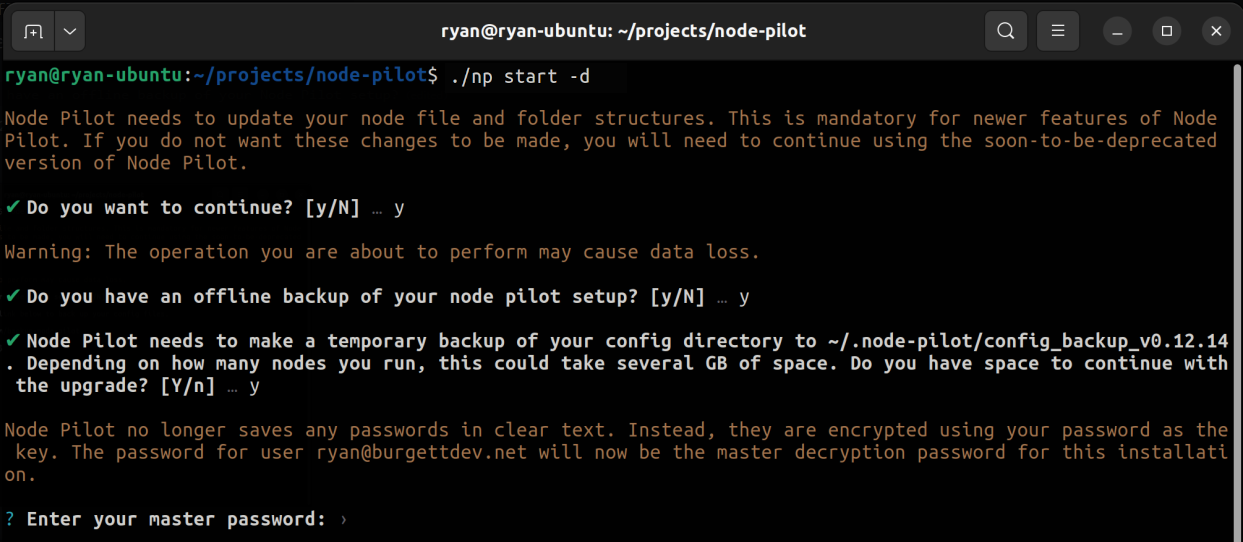 ryan@ryan-ubuntu: ~/projects/node-pilot
ryan@ryan-ubuntu:~/projects/node-pilot$ ./np start -d
Node Pilot needs to update your node file and folder structures. This is mandatory for newer features of Node
Pilot. If you do not want these changes to be made, you will need to continue using the soon-to-be-deprecated
version of Node Pilot.
✔ Do you want to continue? [y/N] … y
Warning: The operation you are about to perform may cause data loss.
✔ Do you have an offline backup of your node pilot setup? [y/N] … y
✔ Node Pilot needs to make a temporary backup of your config directory to ~/.node-pilot/config_backup_v0.12.14
. Depending on how many nodes you run, this could take several GB of space. Do you have space to continue with
the upgrade? [Y/n] … y
Node Pilot no longer saves any passwords in clear text. Instead, they are encrypted using your password as the
key. The password for user ryan@burgettdev.net will now be the master decryption password for this installati
on.
? Enter your master password: ›